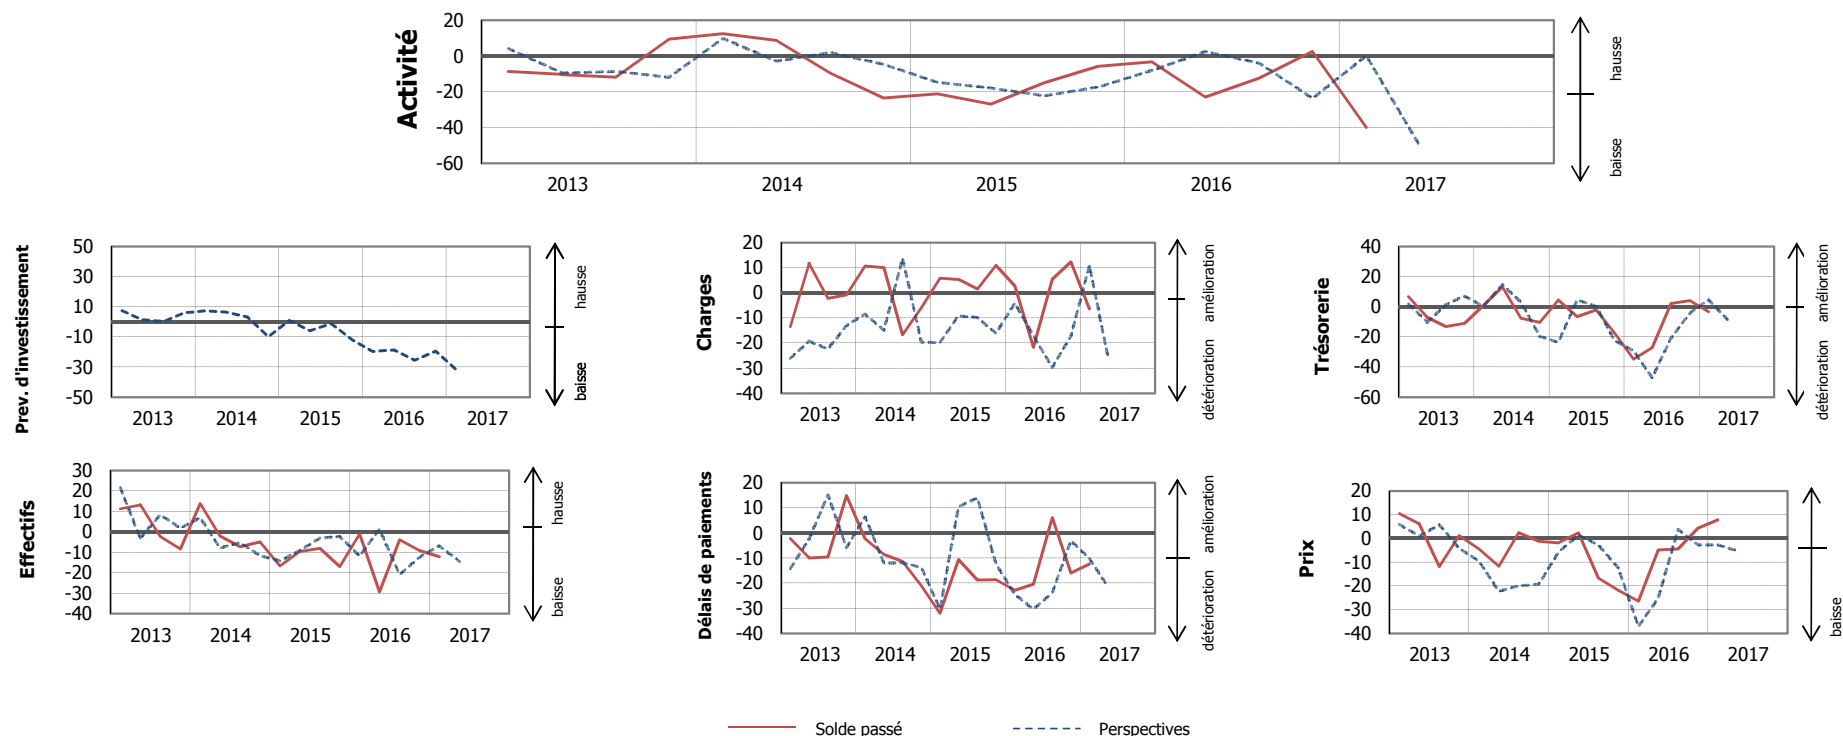 Activité
20
0
-20
-40
-60
2013 2014 2015 2016 2017
hausse
baisse
Prev. d'investissement
50
30
10
-10
-30
-50
2013 2014 2015 2016 2017
hausse
baisse
Charges
20
10
0
-10
-20
-30
-40
2013 2014 2015 2016 2017
amélioration
détérioration
Trésorerie
40
20
0
-20
-40
-60
2013 2014 2015 2016 2017
amélioration
détérioration
Effectifs
30
20
10
0
-10
-20
-30
-40
2013 2014 2015 2016 2017
hausse
baisse
Délais de paiements
20
10
0
-10
-20
-30
-40
2013 2014 2015 2016 2017
amélioration
détérioration
Prix
20
10
0
-10
-20
-30
-40
2013 2014 2015 2016 2017
baisse
Solde passé Perspectives